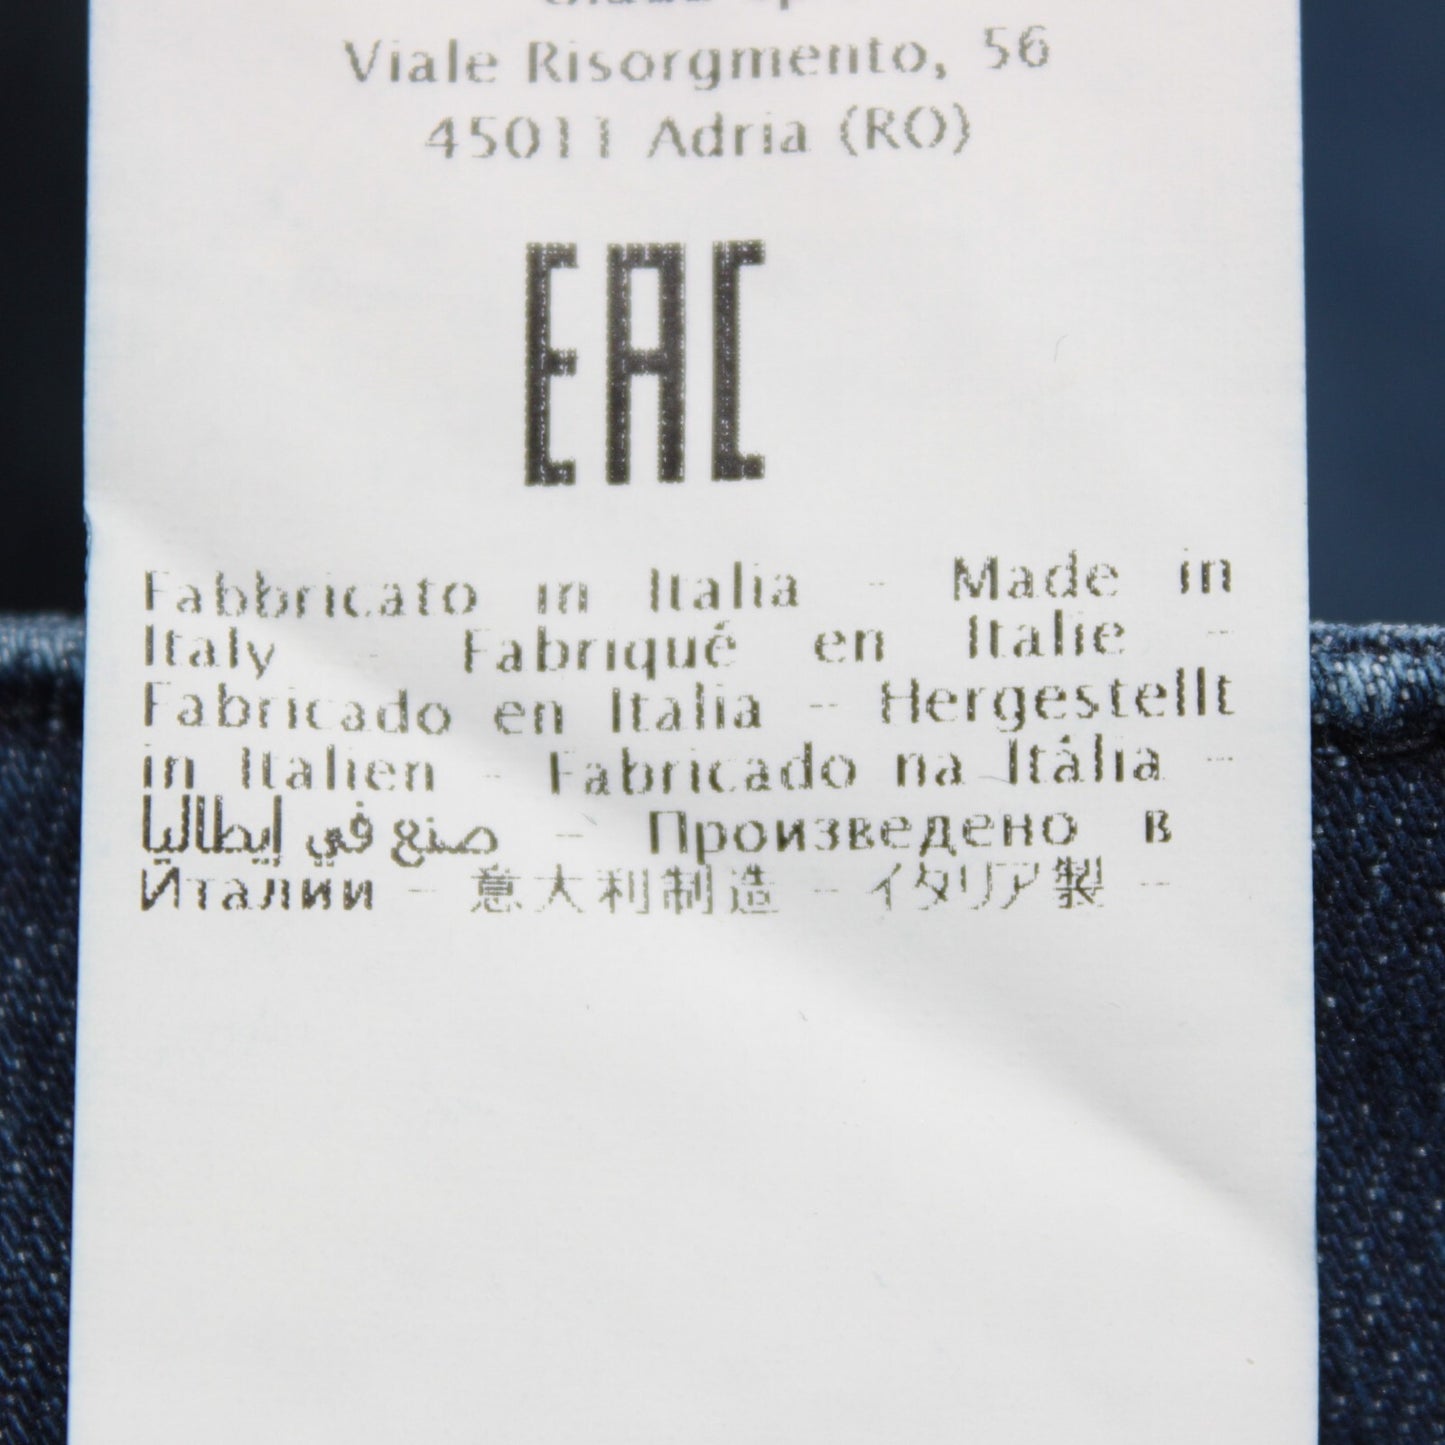 Viale Risorgmento, 56
45011 Adria (RO)
EAC
Fabbricato in Italia - Made in
Italy - Fabriqué en Italie -
Fabricado en Italia - Hergestellt
in Italien - Fabricado na Itália -
صنع في إيطاليا - Произведено в
Италии - 意大利制造 - イタリア製 -